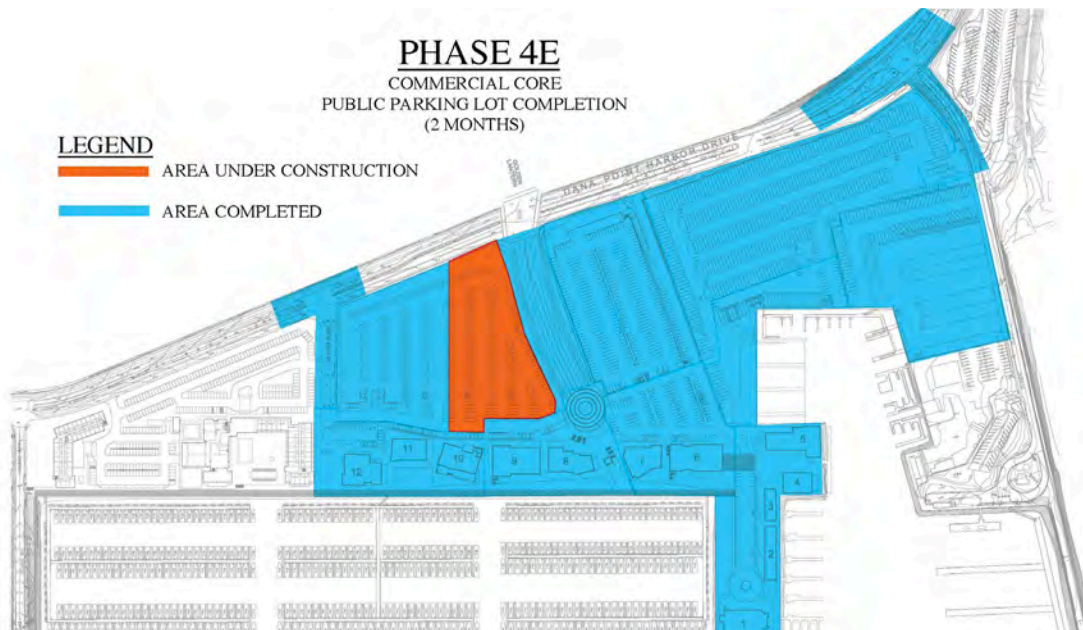 PHASE 4E
COMMERCIAL CORE
PUBLIC PARKING LOT COMPLETION
(2 MONTHS)
LEGEND
AREA UNDER CONSTRUCTION
AREA COMPLETED
DANA POINT HARBOR DRIVE
12
11
10
9
8
7
6
5
4
3
2
1